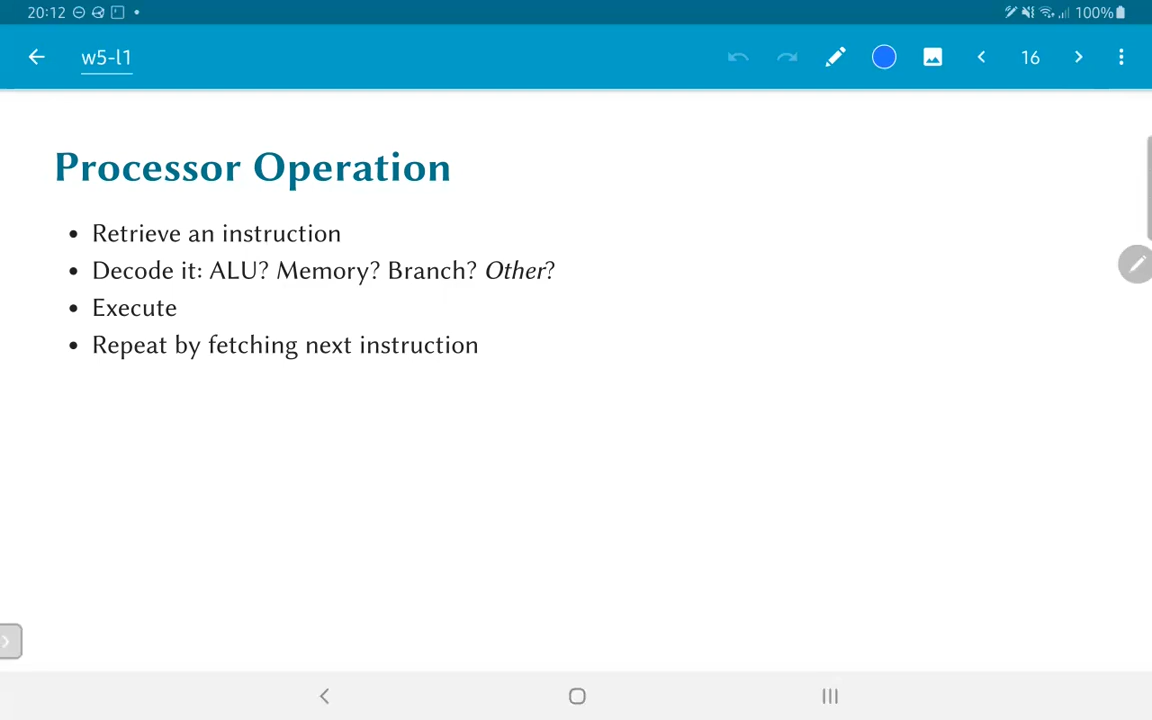 20:12
100%
w5-l1
16
Processor Operation
• Retrieve an instruction
• Decode it: ALU? Memory? Branch? Other?
• Execute
• Repeat by fetching next instruction